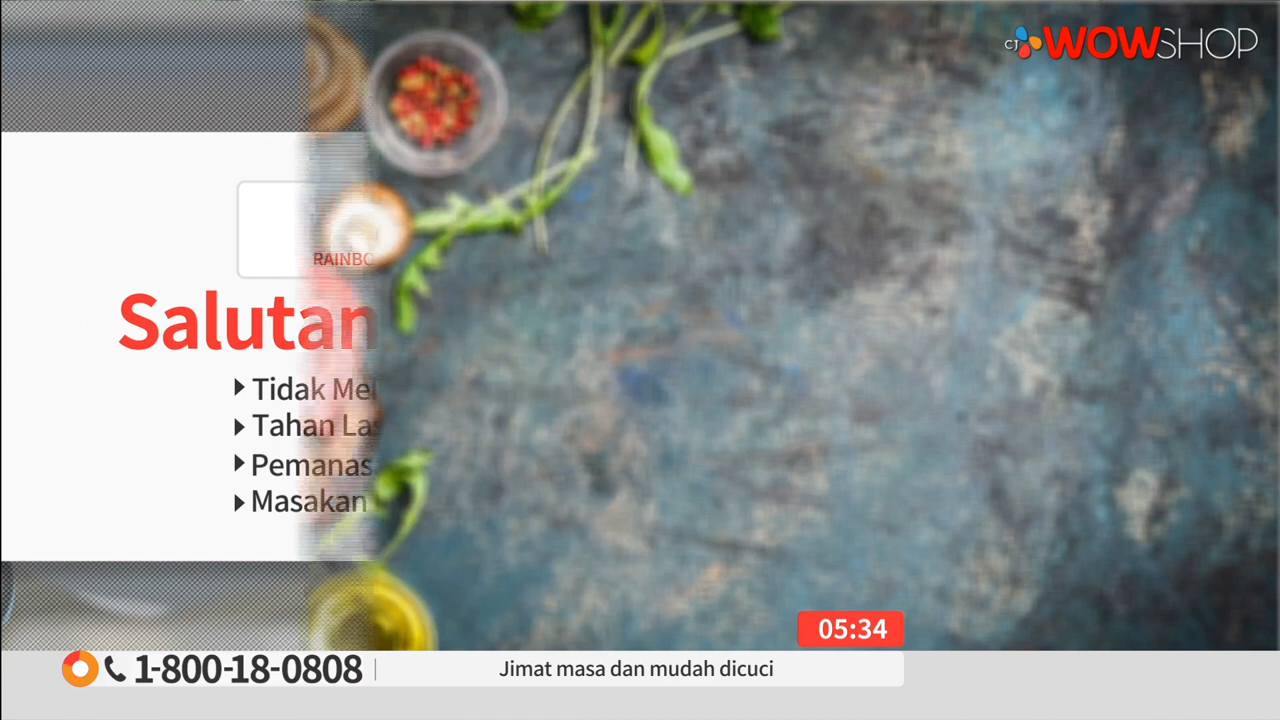 CJ WOWSHOP
RAINBO
Salutan
Tidak Me
Tahan Las
Pemanas
Masakan
05:34
1-800-18-0808
Jimat masa dan mudah dicuci